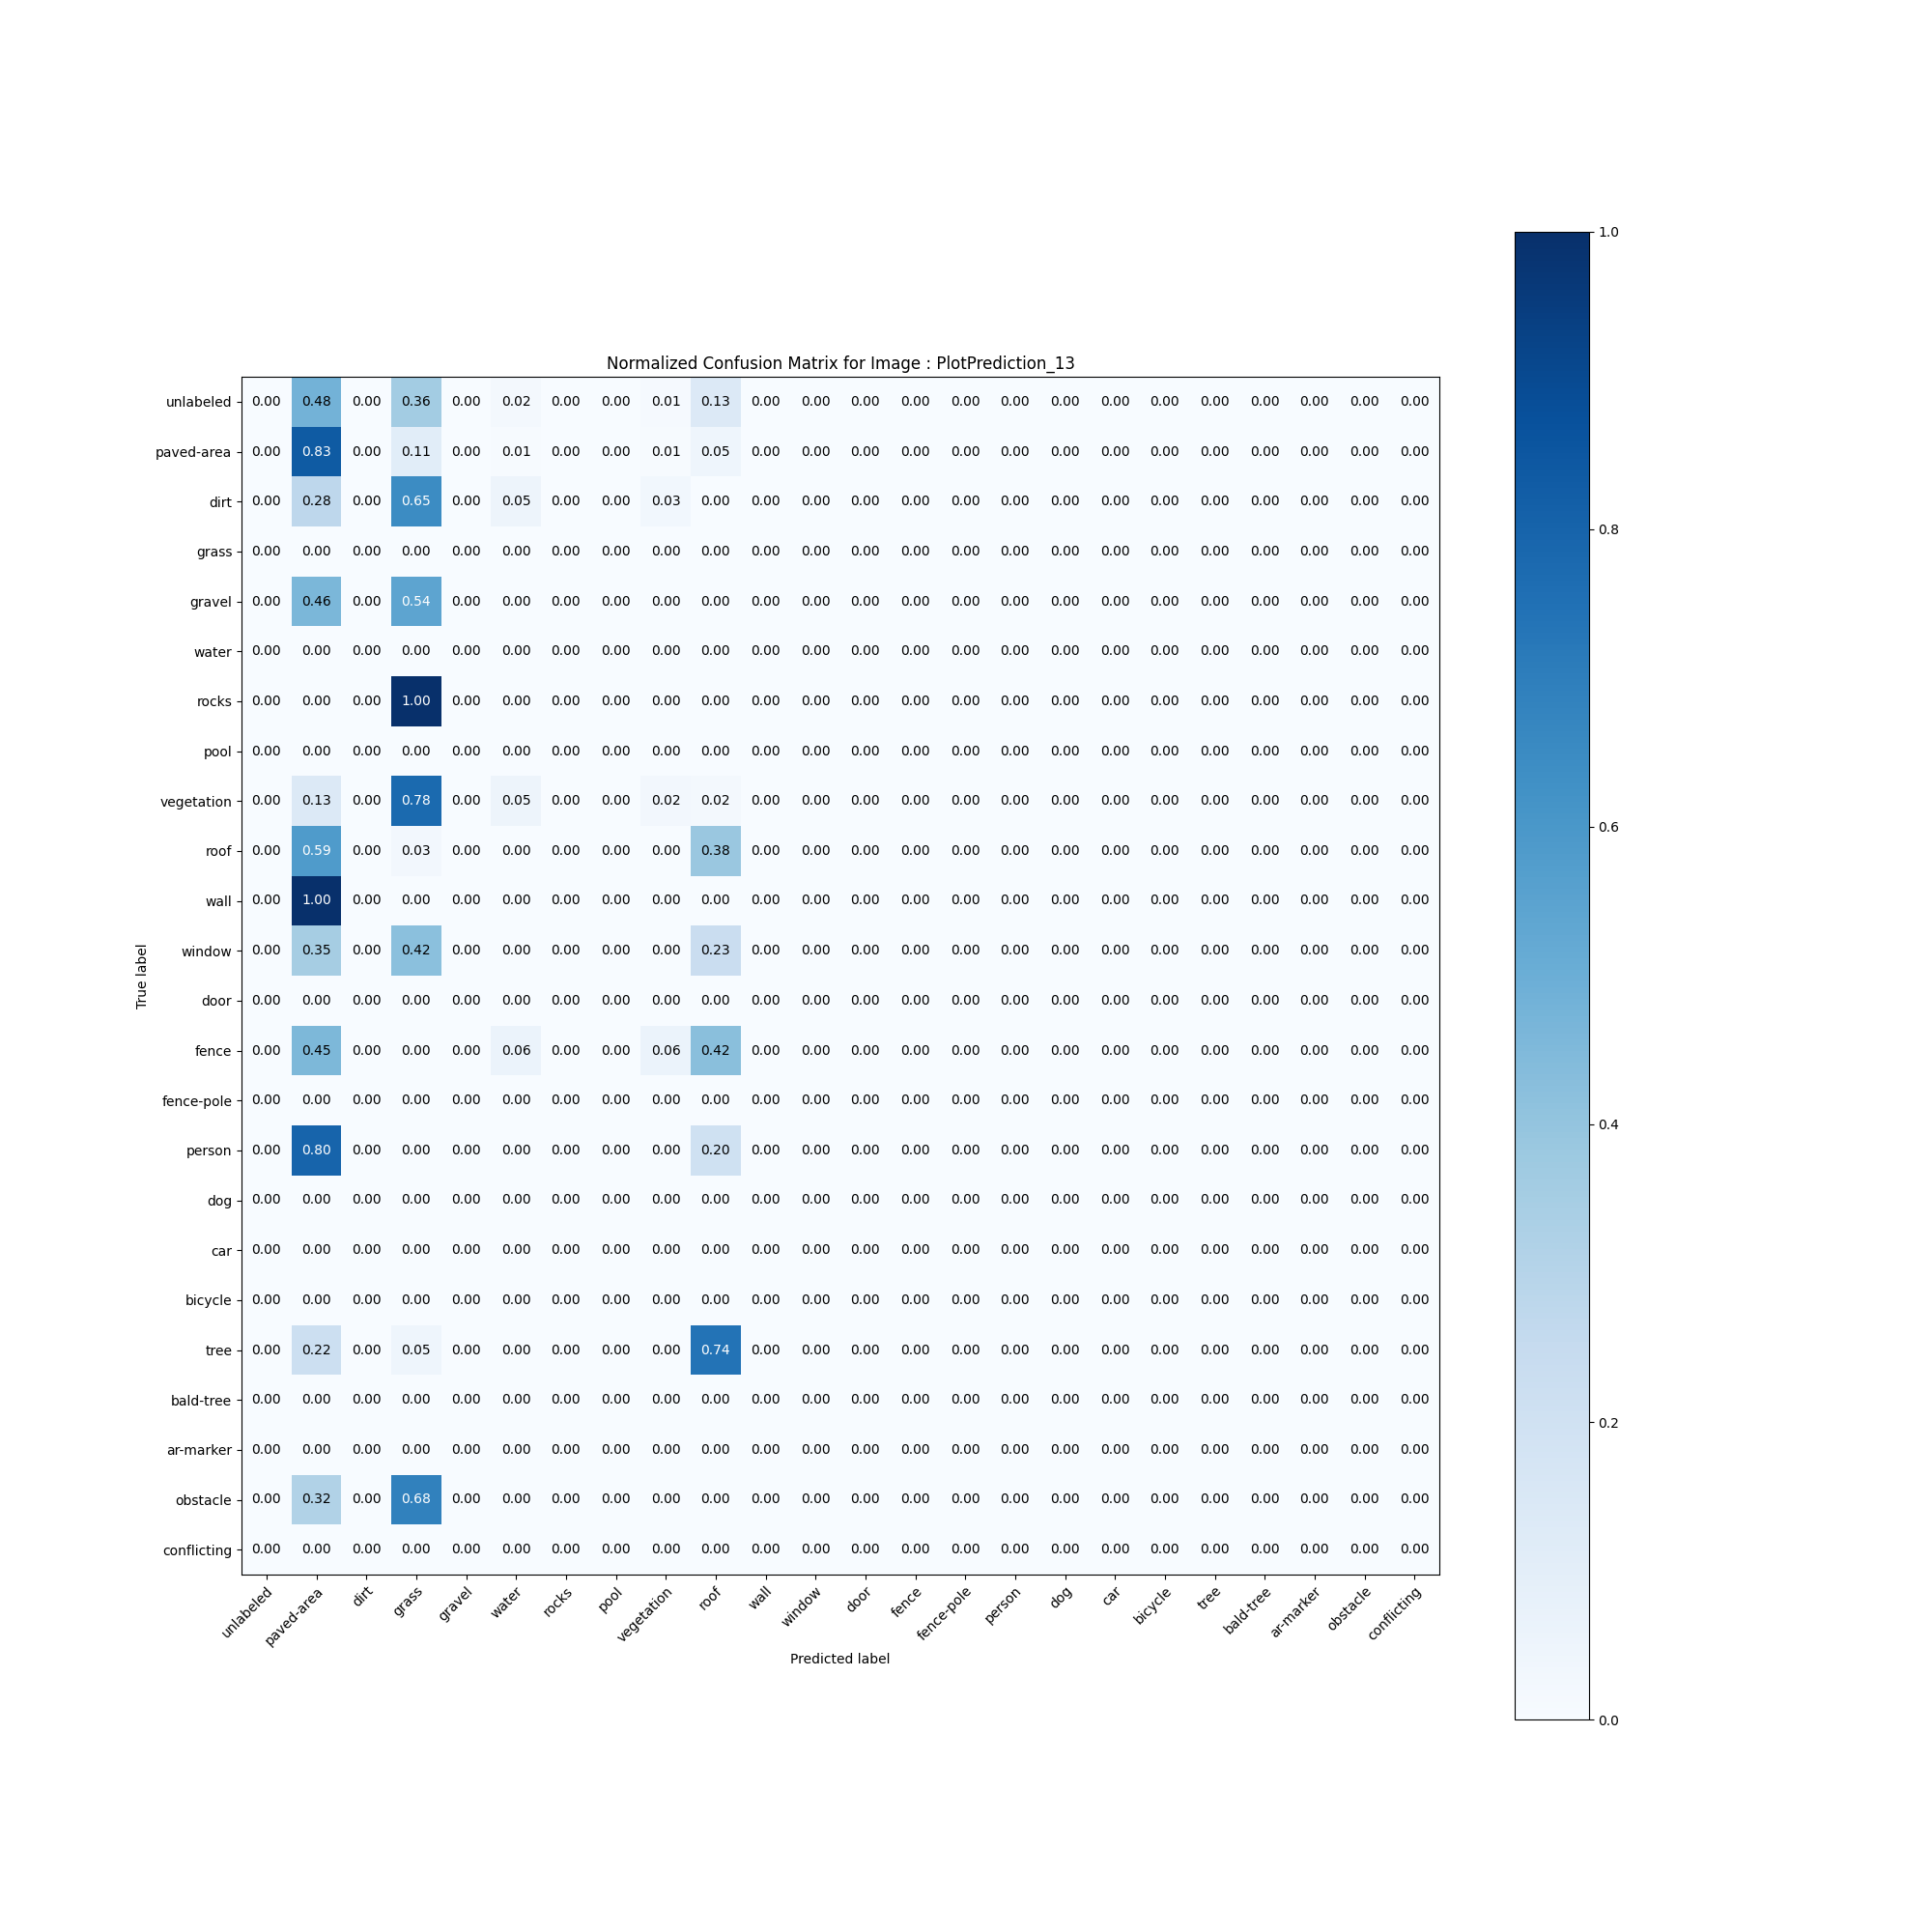 Normalized Confusion Matrix for Image : PlotPrediction_13
unlabeled 0.00 0.48 0.00 0.36 0.00 0.02 0.00 0.00 0.01 0.13 0.00 0.00 0.00 0.00 0.00 0.00 0.00 0.00 0.00 0.00 0.00 0.00 0.00 0.00
paved-area 0.00 0.83 0.00 0.11 0.00 0.01 0.00 0.00 0.01 0.05 0.00 0.00 0.00 0.00 0.00 0.00 0.00 0.00 0.00 0.00 0.00 0.00 0.00 0.00
dirt 0.00 0.28 0.00 0.65 0.00 0.05 0.00 0.00 0.03 0.00 0.00 0.00 0.00 0.00 0.00 0.00 0.00 0.00 0.00 0.00 0.00 0.00 0.00 0.00
grass 0.00 0.00 0.00 0.00 0.00 0.00 0.00 0.00 0.00 0.00 0.00 0.00 0.00 0.00 0.00 0.00 0.00 0.00 0.00 0.00 0.00 0.00 0.00 0.00
gravel 0.00 0.46 0.00 0.54 0.00 0.00 0.00 0.00 0.00 0.00 0.00 0.00 0.00 0.00 0.00 0.00 0.00 0.00 0.00 0.00 0.00 0.00 0.00 0.00
water 0.00 0.00 0.00 0.00 0.00 0.00 0.00 0.00 0.00 0.00 0.00 0.00 0.00 0.00 0.00 0.00 0.00 0.00 0.00 0.00 0.00 0.00 0.00 0.00
rocks 0.00 0.00 0.00 1.00 0.00 0.00 0.00 0.00 0.00 0.00 0.00 0.00 0.00 0.00 0.00 0.00 0.00 0.00 0.00 0.00 0.00 0.00 0.00 0.00
pool 0.00 0.00 0.00 0.00 0.00 0.00 0.00 0.00 0.00 0.00 0.00 0.00 0.00 0.00 0.00 0.00 0.00 0.00 0.00 0.00 0.00 0.00 0.00 0.00
vegetation 0.00 0.13 0.00 0.78 0.00 0.05 0.00 0.00 0.02 0.02 0.00 0.00 0.00 0.00 0.00 0.00 0.00 0.00 0.00 0.00 0.00 0.00 0.00 0.00
roof 0.00 0.59 0.00 0.03 0.00 0.00 0.00 0.00 0.00 0.38 0.00 0.00 0.00 0.00 0.00 0.00 0.00 0.00 0.00 0.00 0.00 0.00 0.00 0.00
wall 0.00 1.00 0.00 0.00 0.00 0.00 0.00 0.00 0.00 0.00 0.00 0.00 0.00 0.00 0.00 0.00 0.00 0.00 0.00 0.00 0.00 0.00 0.00 0.00
window 0.00 0.35 0.00 0.42 0.00 0.00 0.00 0.00 0.00 0.23 0.00 0.00 0.00 0.00 0.00 0.00 0.00 0.00 0.00 0.00 0.00 0.00 0.00 0.00
door 0.00 0.00 0.00 0.00 0.00 0.00 0.00 0.00 0.00 0.00 0.00 0.00 0.00 0.00 0.00 0.00 0.00 0.00 0.00 0.00 0.00 0.00 0.00 0.00
fence 0.00 0.45 0.00 0.00 0.00 0.06 0.00 0.00 0.06 0.42 0.00 0.00 0.00 0.00 0.00 0.00 0.00 0.00 0.00 0.00 0.00 0.00 0.00 0.00
fence-pole 0.00 0.00 0.00 0.00 0.00 0.00 0.00 0.00 0.00 0.00 0.00 0.00 0.00 0.00 0.00 0.00 0.00 0.00 0.00 0.00 0.00 0.00 0.00 0.00
person 0.00 0.80 0.00 0.00 0.00 0.00 0.00 0.00 0.00 0.20 0.00 0.00 0.00 0.00 0.00 0.00 0.00 0.00 0.00 0.00 0.00 0.00 0.00 0.00
dog 0.00 0.00 0.00 0.00 0.00 0.00 0.00 0.00 0.00 0.00 0.00 0.00 0.00 0.00 0.00 0.00 0.00 0.00 0.00 0.00 0.00 0.00 0.00 0.00
car 0.00 0.00 0.00 0.00 0.00 0.00 0.00 0.00 0.00 0.00 0.00 0.00 0.00 0.00 0.00 0.00 0.00 0.00 0.00 0.00 0.00 0.00 0.00 0.00
bicycle 0.00 0.00 0.00 0.00 0.00 0.00 0.00 0.00 0.00 0.00 0.00 0.00 0.00 0.00 0.00 0.00 0.00 0.00 0.00 0.00 0.00 0.00 0.00 0.00
tree 0.00 0.22 0.00 0.05 0.00 0.00 0.00 0.00 0.00 0.74 0.00 0.00 0.00 0.00 0.00 0.00 0.00 0.00 0.00 0.00 0.00 0.00 0.00 0.00
bald-tree 0.00 0.00 0.00 0.00 0.00 0.00 0.00 0.00 0.00 0.00 0.00 0.00 0.00 0.00 0.00 0.00 0.00 0.00 0.00 0.00 0.00 0.00 0.00 0.00
ar-marker 0.00 0.00 0.00 0.00 0.00 0.00 0.00 0.00 0.00 0.00 0.00 0.00 0.00 0.00 0.00 0.00 0.00 0.00 0.00 0.00 0.00 0.00 0.00 0.00
obstacle 0.00 0.32 0.00 0.68 0.00 0.00 0.00 0.00 0.00 0.00 0.00 0.00 0.00 0.00 0.00 0.00 0.00 0.00 0.00 0.00 0.00 0.00 0.00 0.00
conflicting 0.00 0.00 0.00 0.00 0.00 0.00 0.00 0.00 0.00 0.00 0.00 0.00 0.00 0.00 0.00 0.00 0.00 0.00 0.00 0.00 0.00 0.00 0.00 0.00
True label
unlabeled paved-area dirt grass gravel water rocks pool vegetation roof wall window door fence fence-pole person dog car bicycle tree bald-tree ar-marker obstacle conflicting
Predicted label
1.0
0.8
0.6
0.4
0.2
0.0